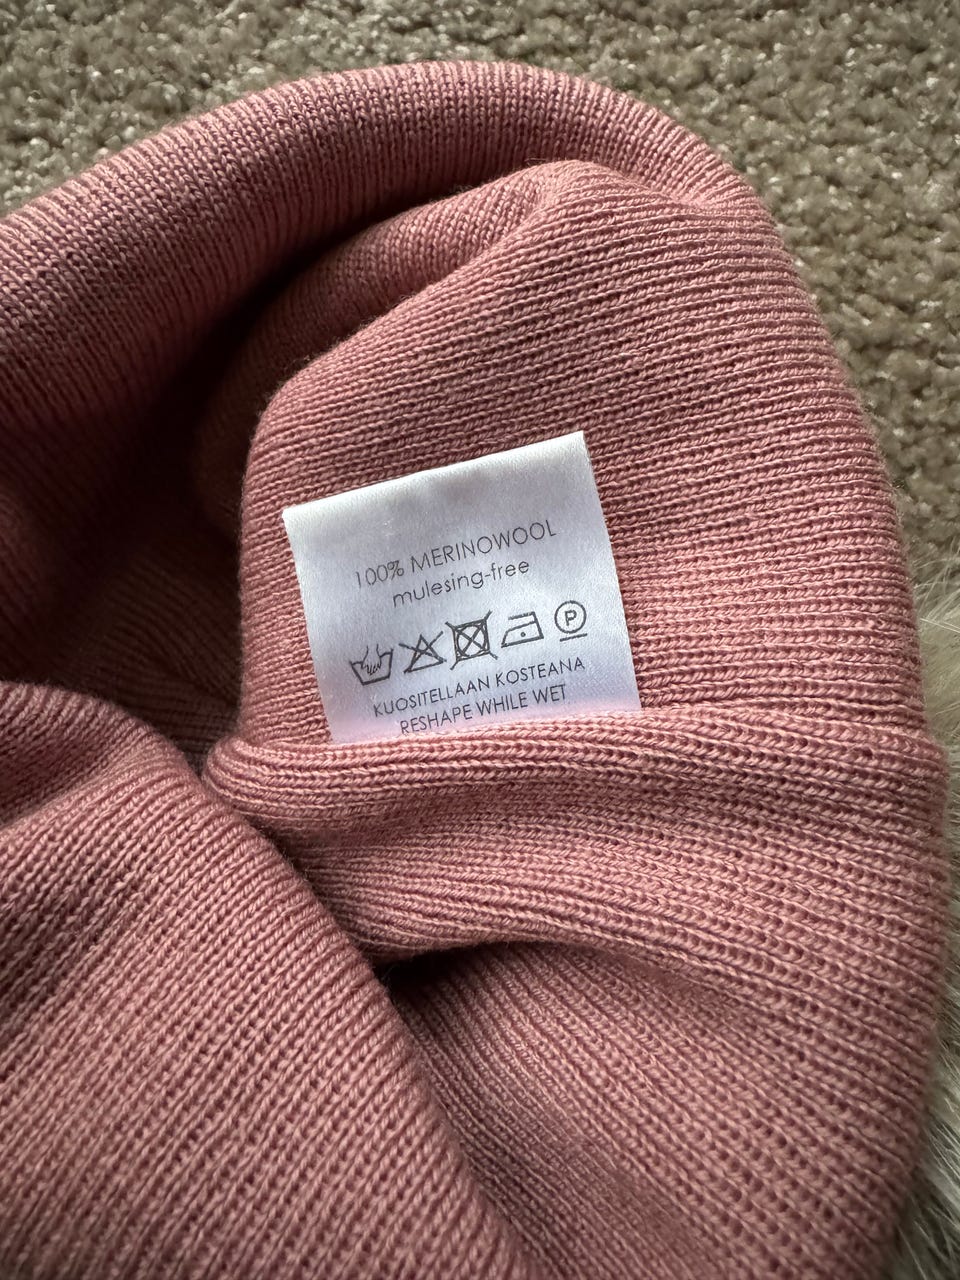 100% MERINOWOOL
mulesing-free
P
KUOSITELLAAN KOSTEANA
RESHAPE WHILE WET